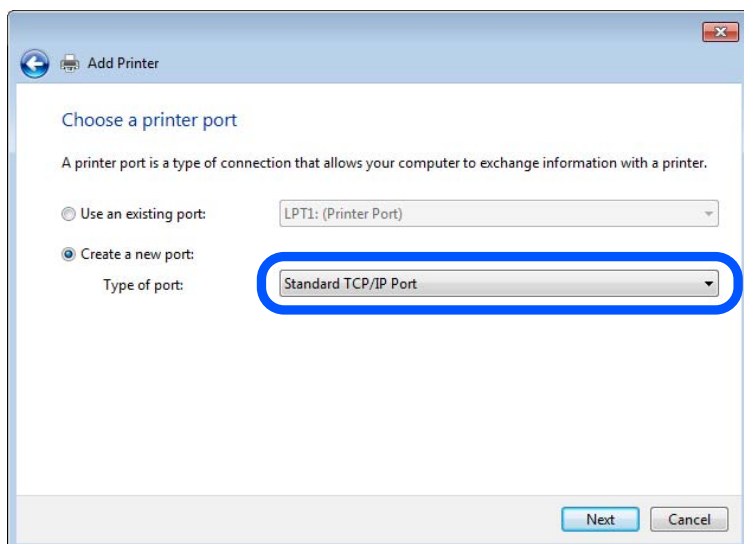 Add Printer
Choose a printer port
A printer port is a type of connection that allows your computer to exchange information with a printer.
Use an existing port: LPT1: (Printer Port)
Create a new port:
Type of port: Standard TCP/IP Port
Next Cancel